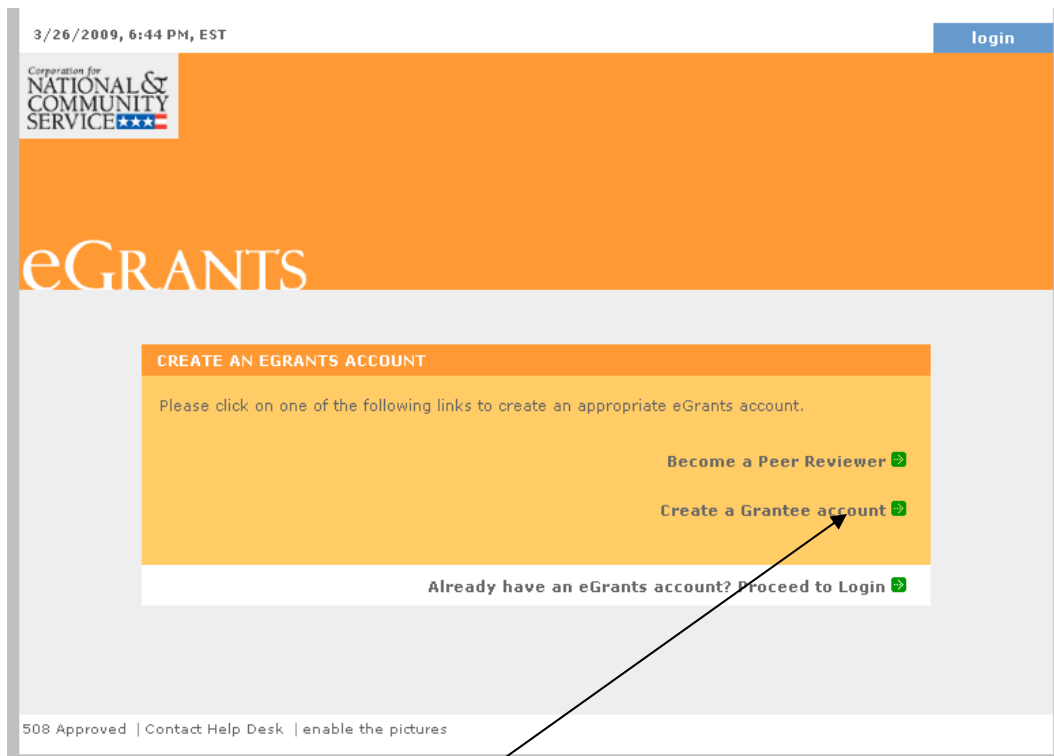 3/26/2009, 6:44 PM, EST
login
Corporation for
NATIONAL &
COMMUNITY
SERVICE
eGRANTS
CREATE AN EGRANTS ACCOUNT
Please click on one of the following links to create an appropriate eGrants account.
Become a Peer Reviewer
Create a Grantee account
Already have an eGrants account? Proceed to Login
508 Approved | Contact Help Desk | enable the pictures